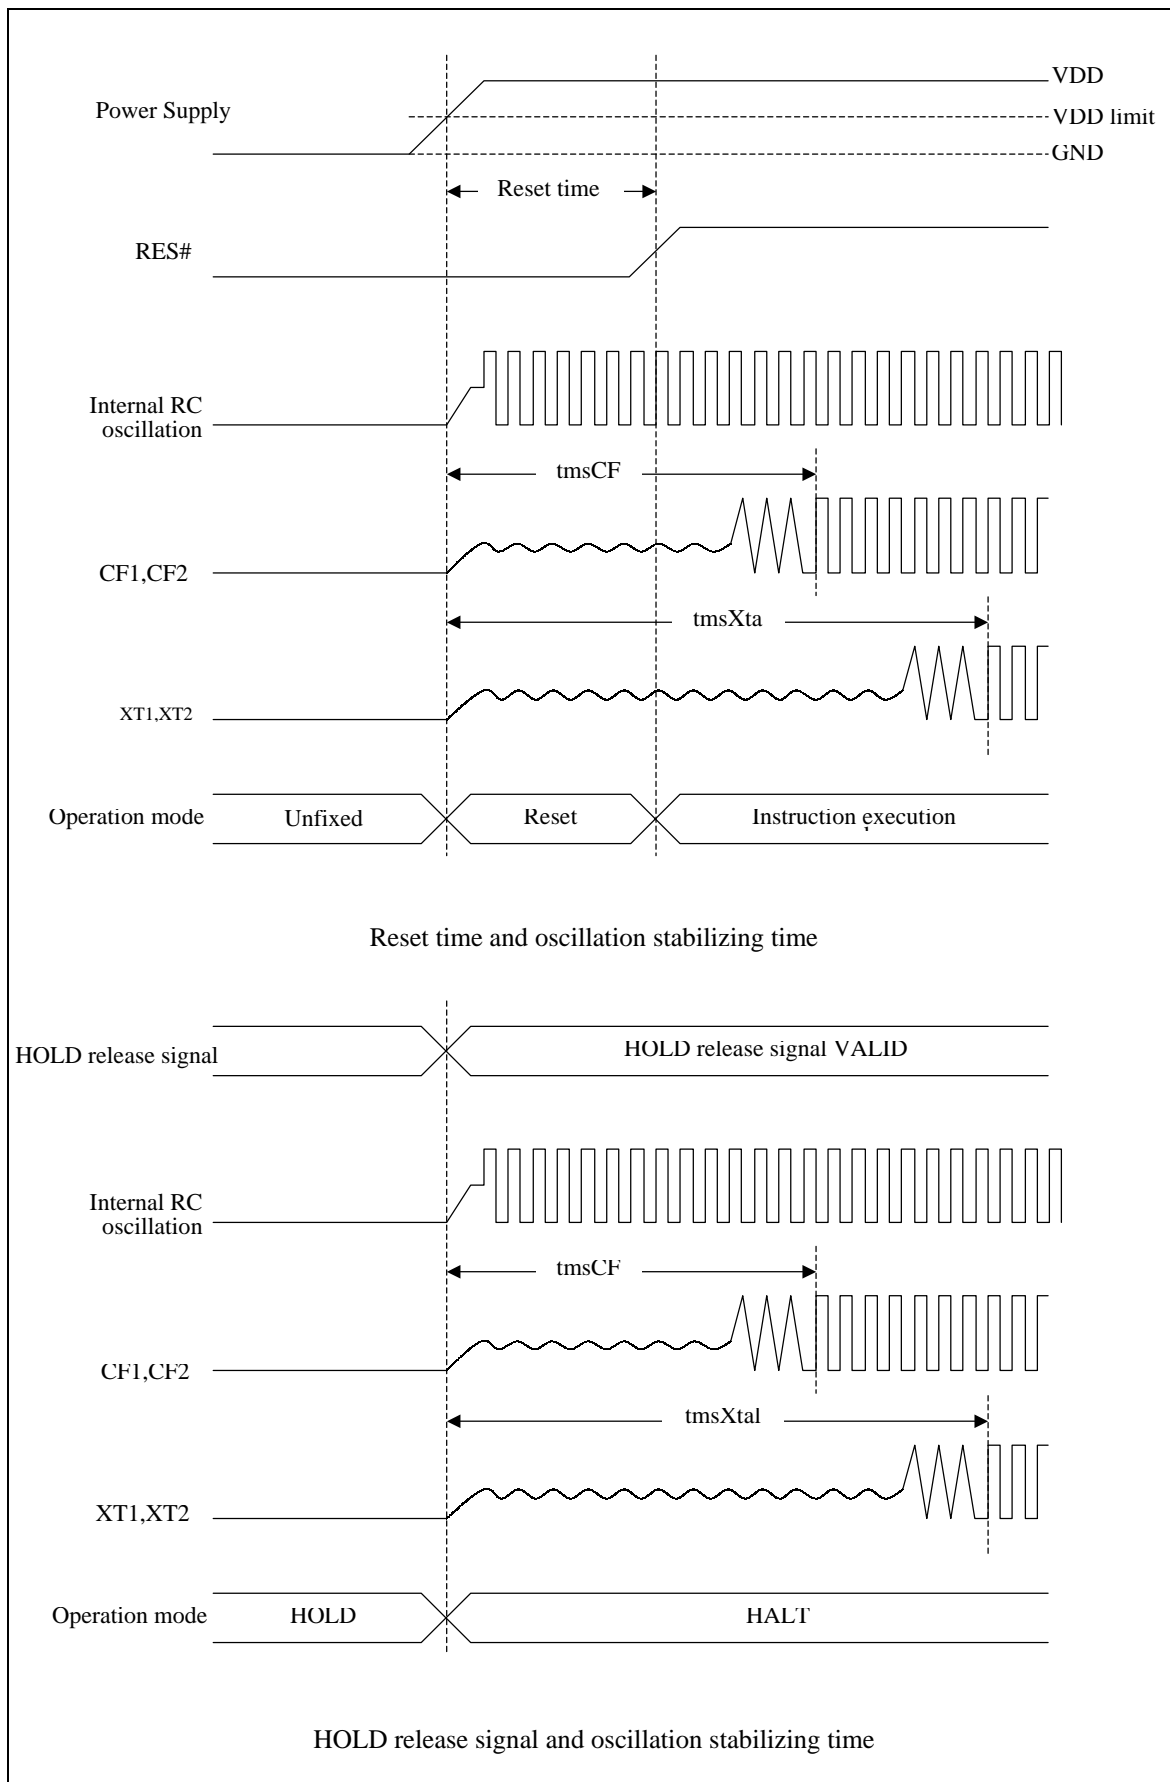 VDD
Power Supply
VDD limit
GND
Reset time
RES#
Internal RC
oscillation
tmsCF
CF1,CF2
tmsXta
XT1,XT2
Operation mode
Unfixed
Reset
Instruction execution
Reset time and oscillation stabilizing time
HOLD release signal
HOLD release signal VALID
Internal RC
oscillation
tmsCF
CF1,CF2
tmsXtal
XT1,XT2
Operation mode
HOLD
HALT
HOLD release signal and oscillation stabilizing time